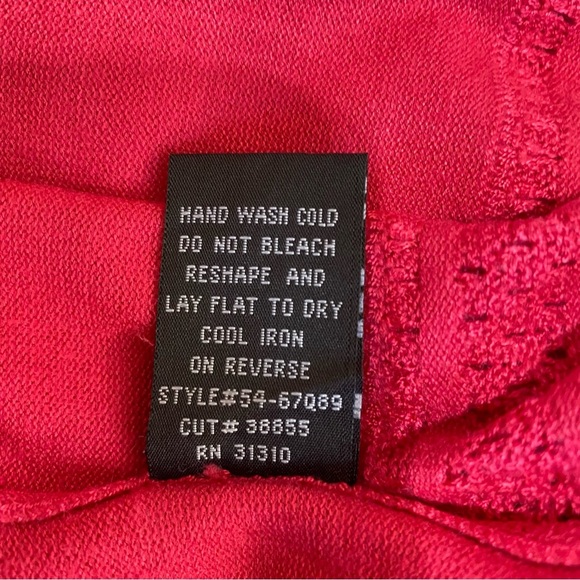 HAND WASH COLD
DO NOT BLEACH
RESHAPE AND
LAY FLAT TO DRY
COOL IRON
ON REVERSE
STYLE#54-67Q89
CUT# 38855
RN 31310